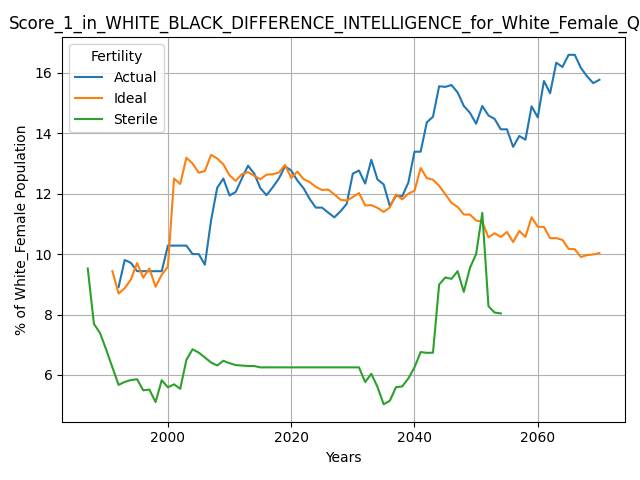 Score_1_in_WHITE_BLACK_DIFFERENCE_INTELLIGENCE_for_White_Female_Q
Fertility
Actual
Ideal
Sterile
% of White_Female Population
16
14
12
10
8
6
2000
2020
2040
2060
Years